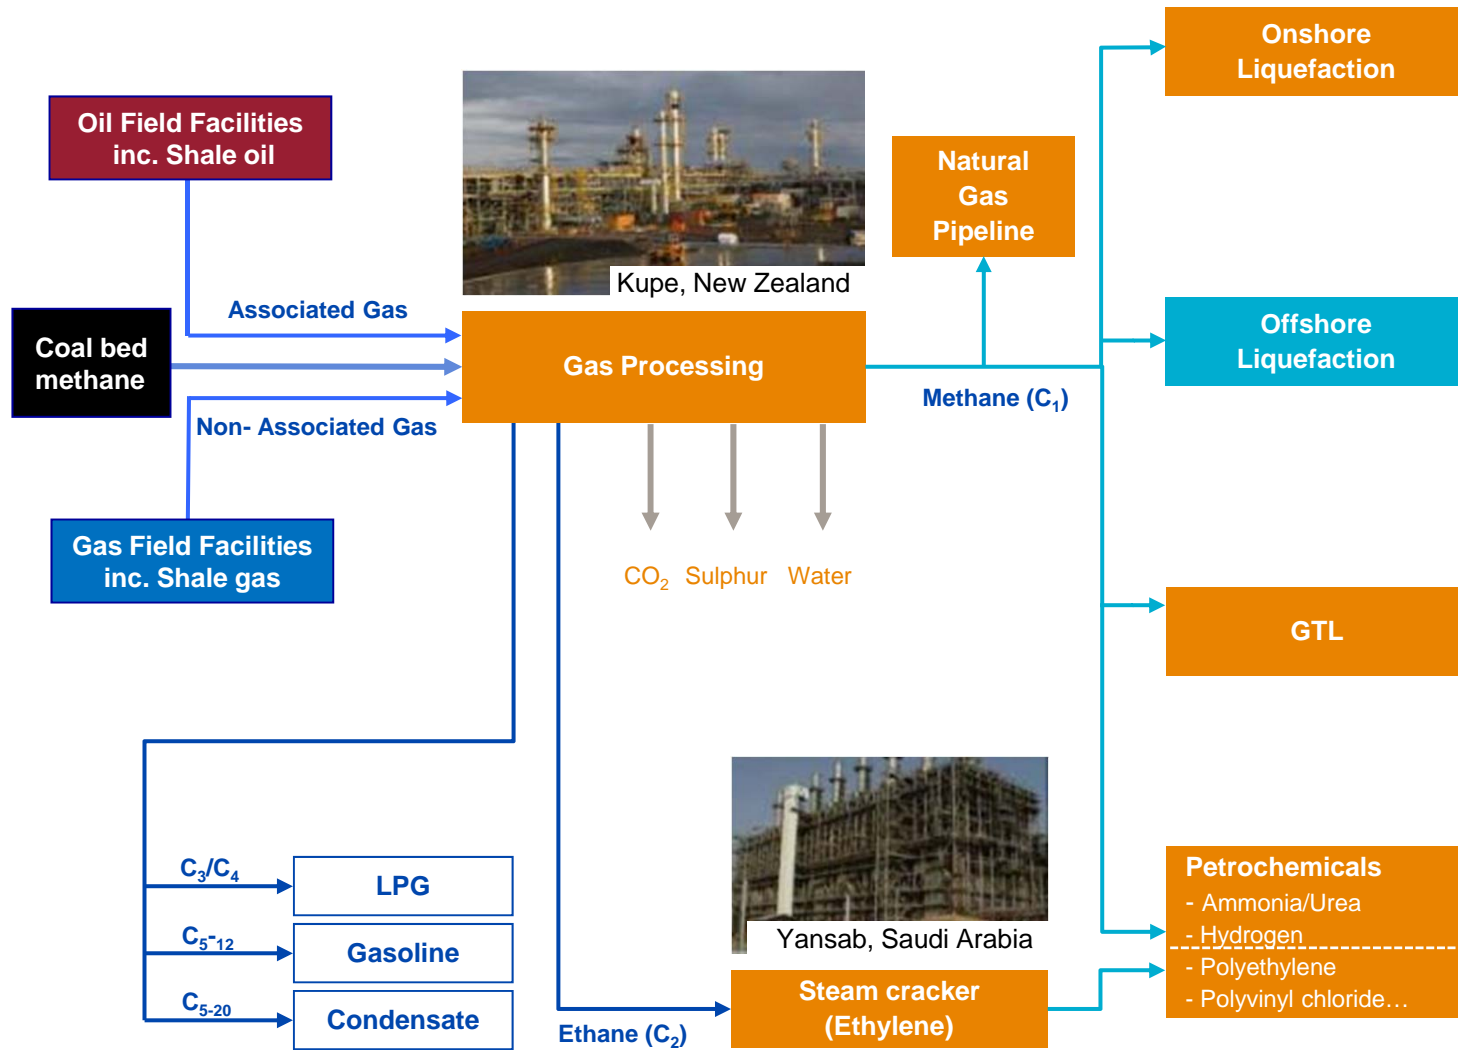 Onshore
Liquefaction
Oil Field Facilities
inc. Shale oil
Natural
Gas
Pipeline
Kupe, New Zealand
Associated Gas
Coal bed
methane
Gas Processing
Offshore
Liquefaction
Methane (C₁)
Non- Associated Gas
Gas Field Facilities
inc. Shale gas
CO₂ Sulphur Water
GTL
C₃/C₄
LPG
C₅-₁₂
Gasoline
C₅₋₂₀
Condensate
Yansab, Saudi Arabia
Steam cracker
(Ethylene)
Ethane (C₂)
Petrochemicals
- Ammonia/Urea
- Hydrogen
- Polyethylene
- Polyvinyl chloride…